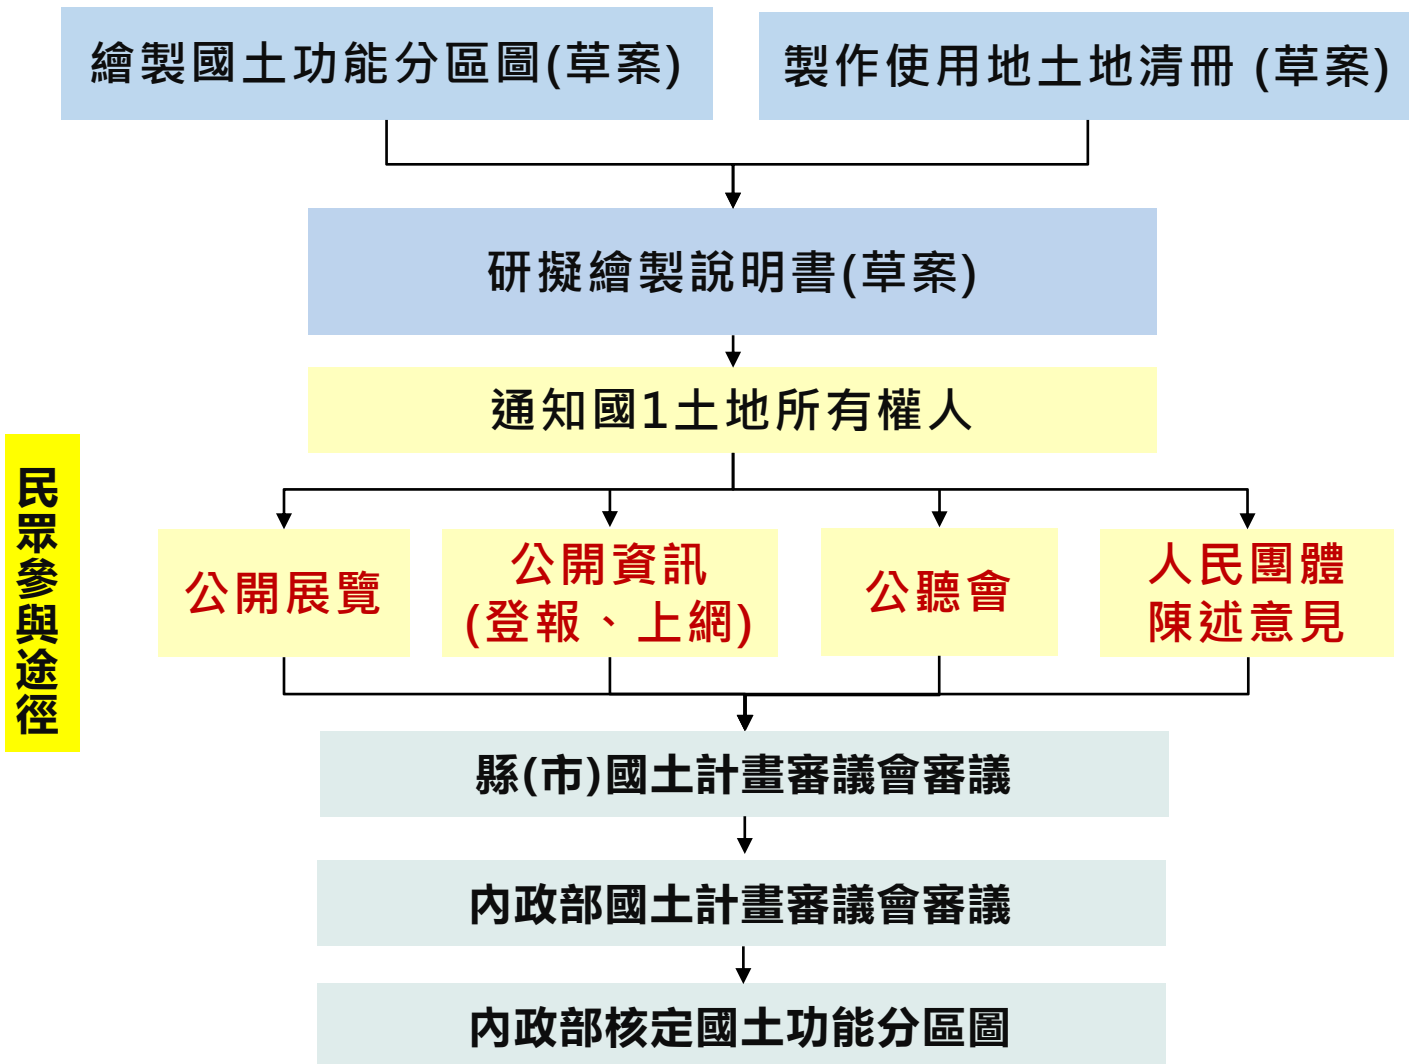 繪製國土功能分區圖(草案)
製作使用地土地清冊 (草案)
研擬繪製說明書(草案)
通知國1土地所有權人
民眾參與途徑
公開展覽
公開資訊
(登報、上網)
公聽會
人民團體
陳述意見
縣(市)國土計畫審議會審議
內政部國土計畫審議會審議
內政部核定國土功能分區圖